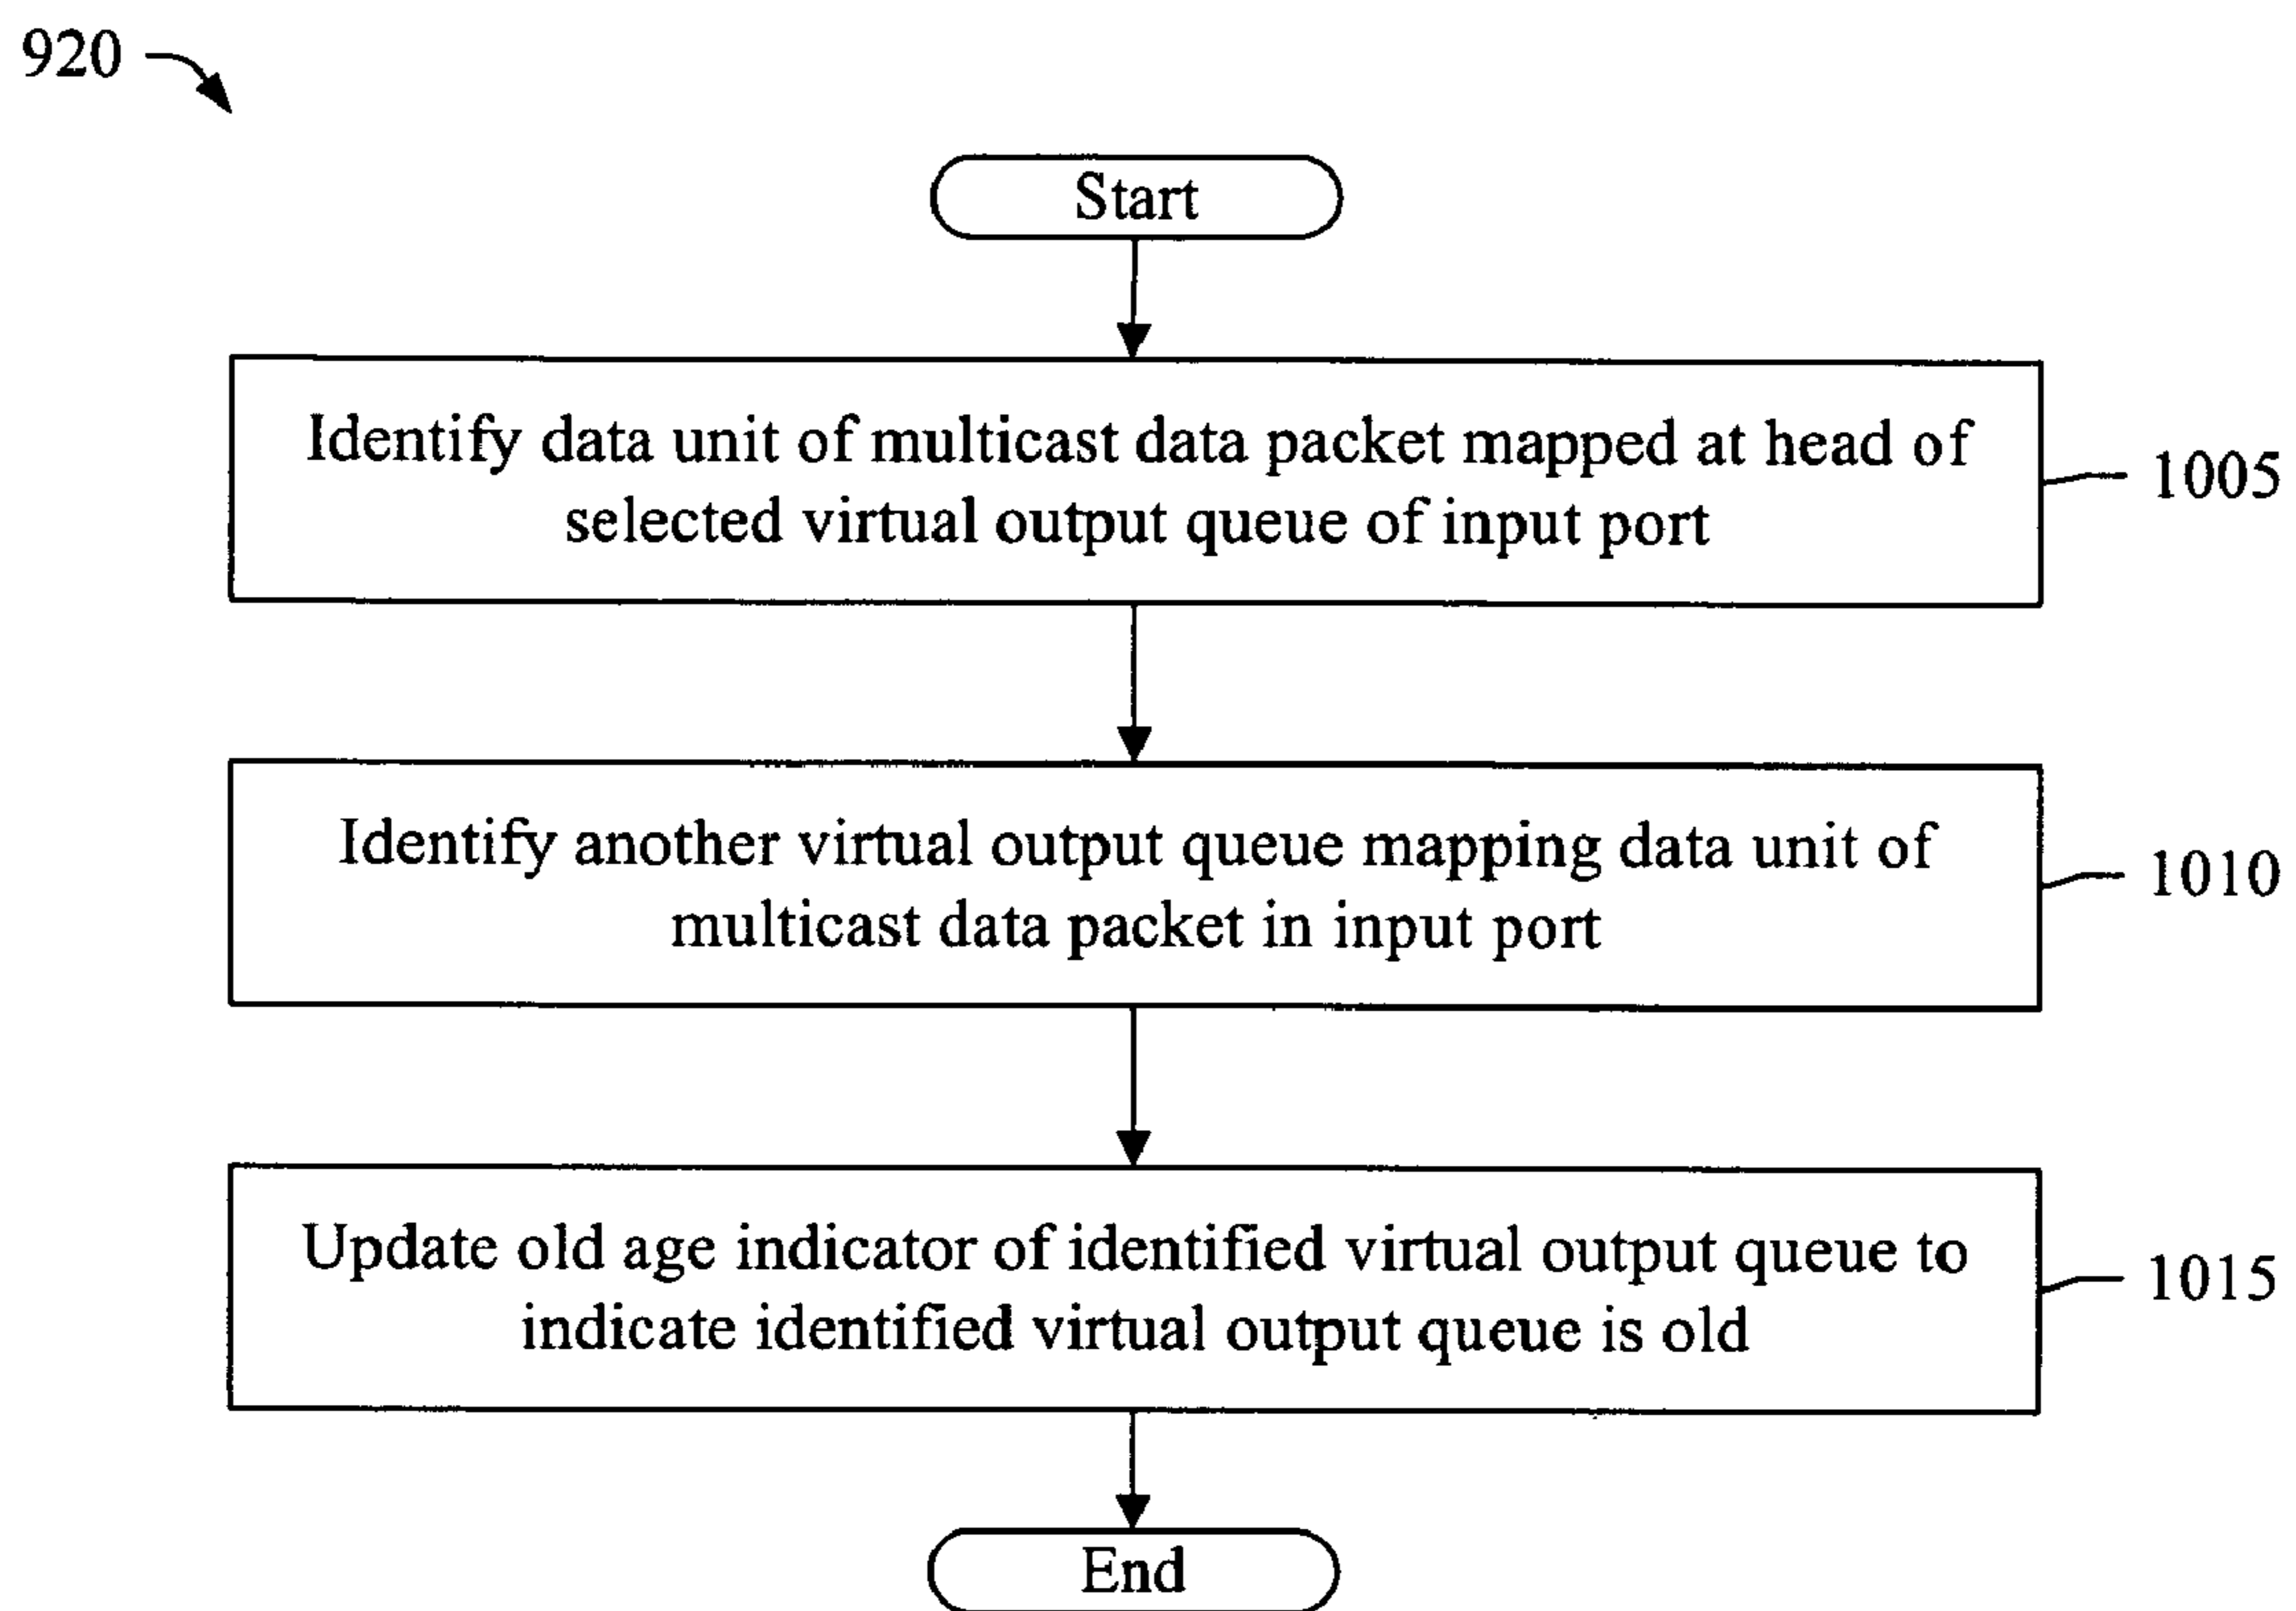 920
Start
Identify data unit of multicast data packet mapped at head of
selected virtual output queue of input port
1005
Identify another virtual output queue mapping data unit of
multicast data packet in input port
1010
Update old age indicator of identified virtual output queue to
indicate identified virtual output queue is old
1015
End